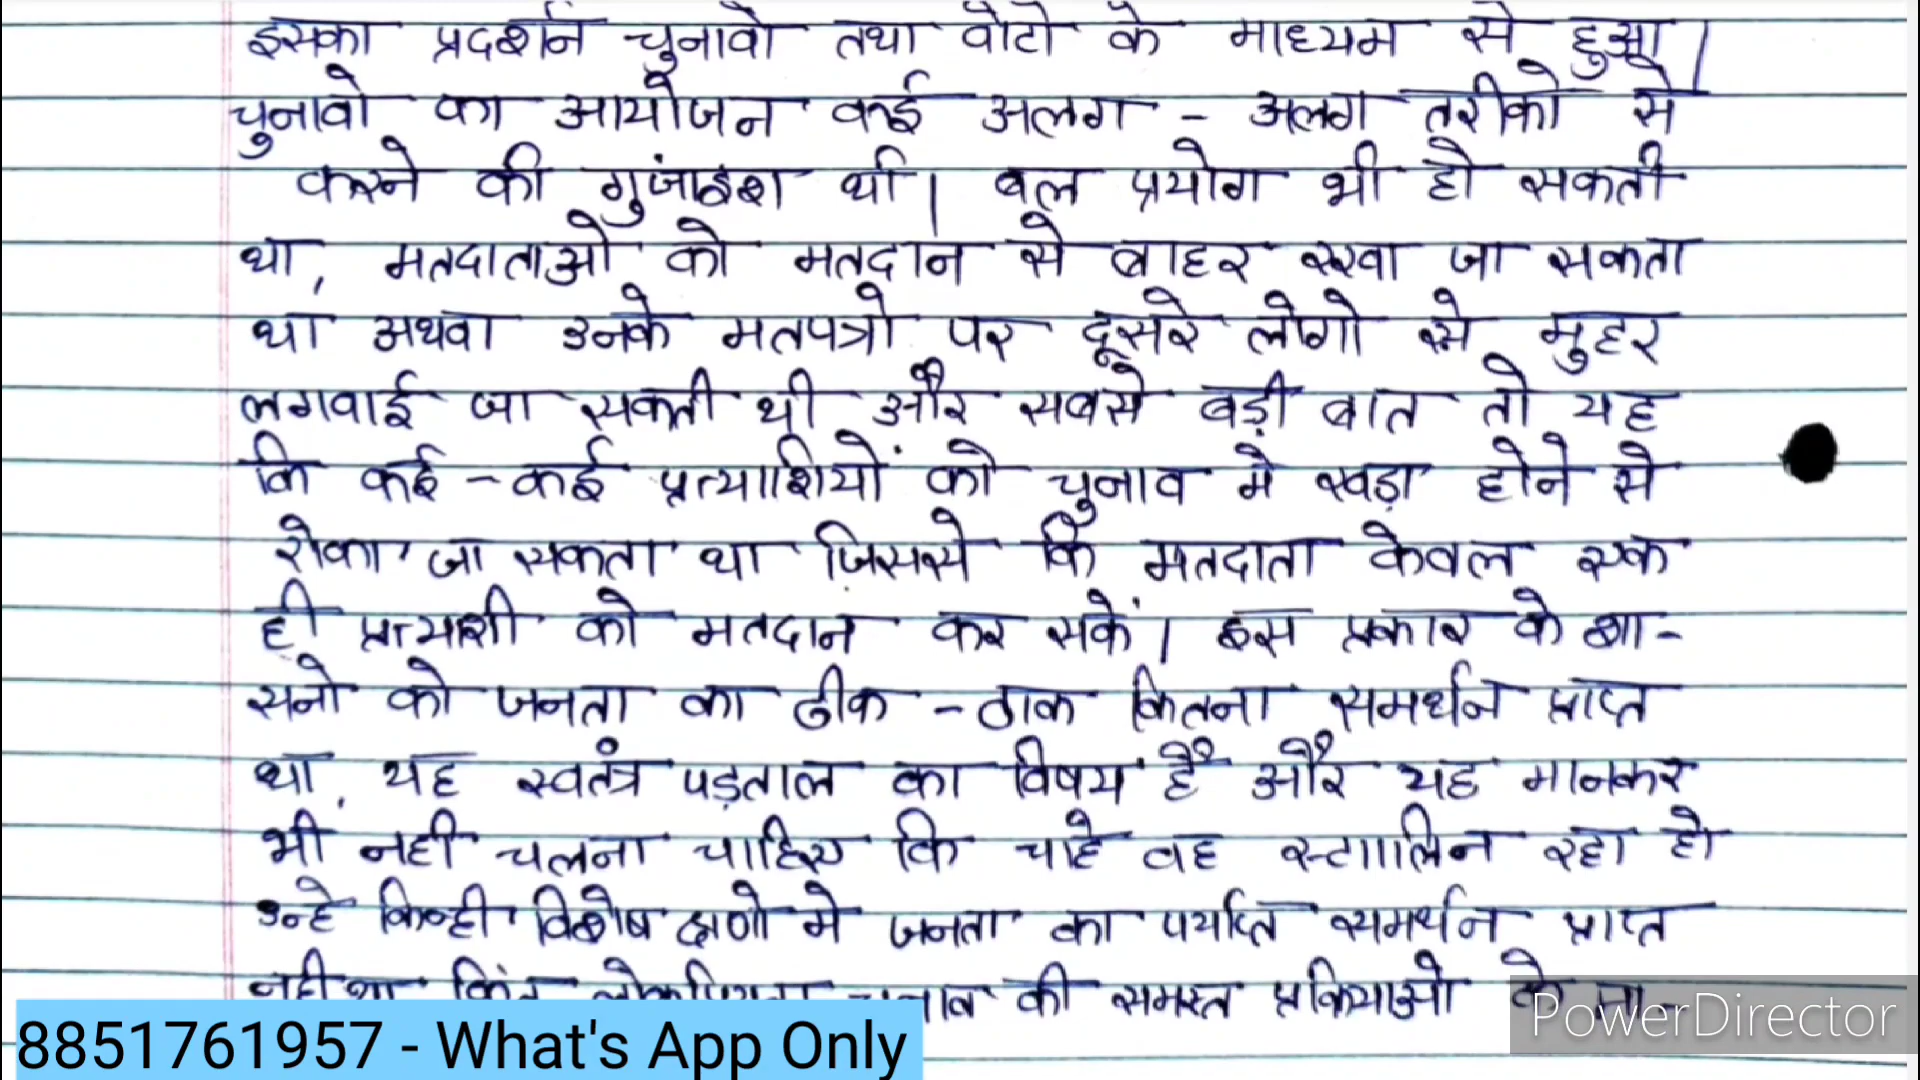 इसका प्रदर्शन चुनावो तथा वोटो के माध्यम से हुआ।
चुनावो का आयोजन कई अलग - अलग तरीको से
करने की गुंजांइश थी। बल प्रयोग भी हो सकती
था, मतदाताओ को मतदान से बाहर रखा जा सकता
था अथवा उनके मतपत्रो पर दूसरे लोगो से मुहर
लगवाई जा सकती थी और सबसे बड़ी बात तो यह
कि कई - कई प्रत्याशियों को चुनाव मे खड़ा होने से
रोका जा सकता था जिससे कि मतदाता केवल एक
ही प्रत्याशी को मतदान कर सकें। इस प्रकार के शा-
सनो को जनता का ठीक - ठाक कितना समर्थन प्राप्त
था, यह स्वतंत्र पड़ताल का विषय है और यह मानकर
भी नही चलना चाहिए कि चाहे वह स्टालिन रहा हो
उन्हे किन्ही विशेष क्षणो मे जनता का पर्याप्त समर्थन प्राप्त
की समस्त प्रकियाओ के
8851761957 - What's App Only
PowerDirector